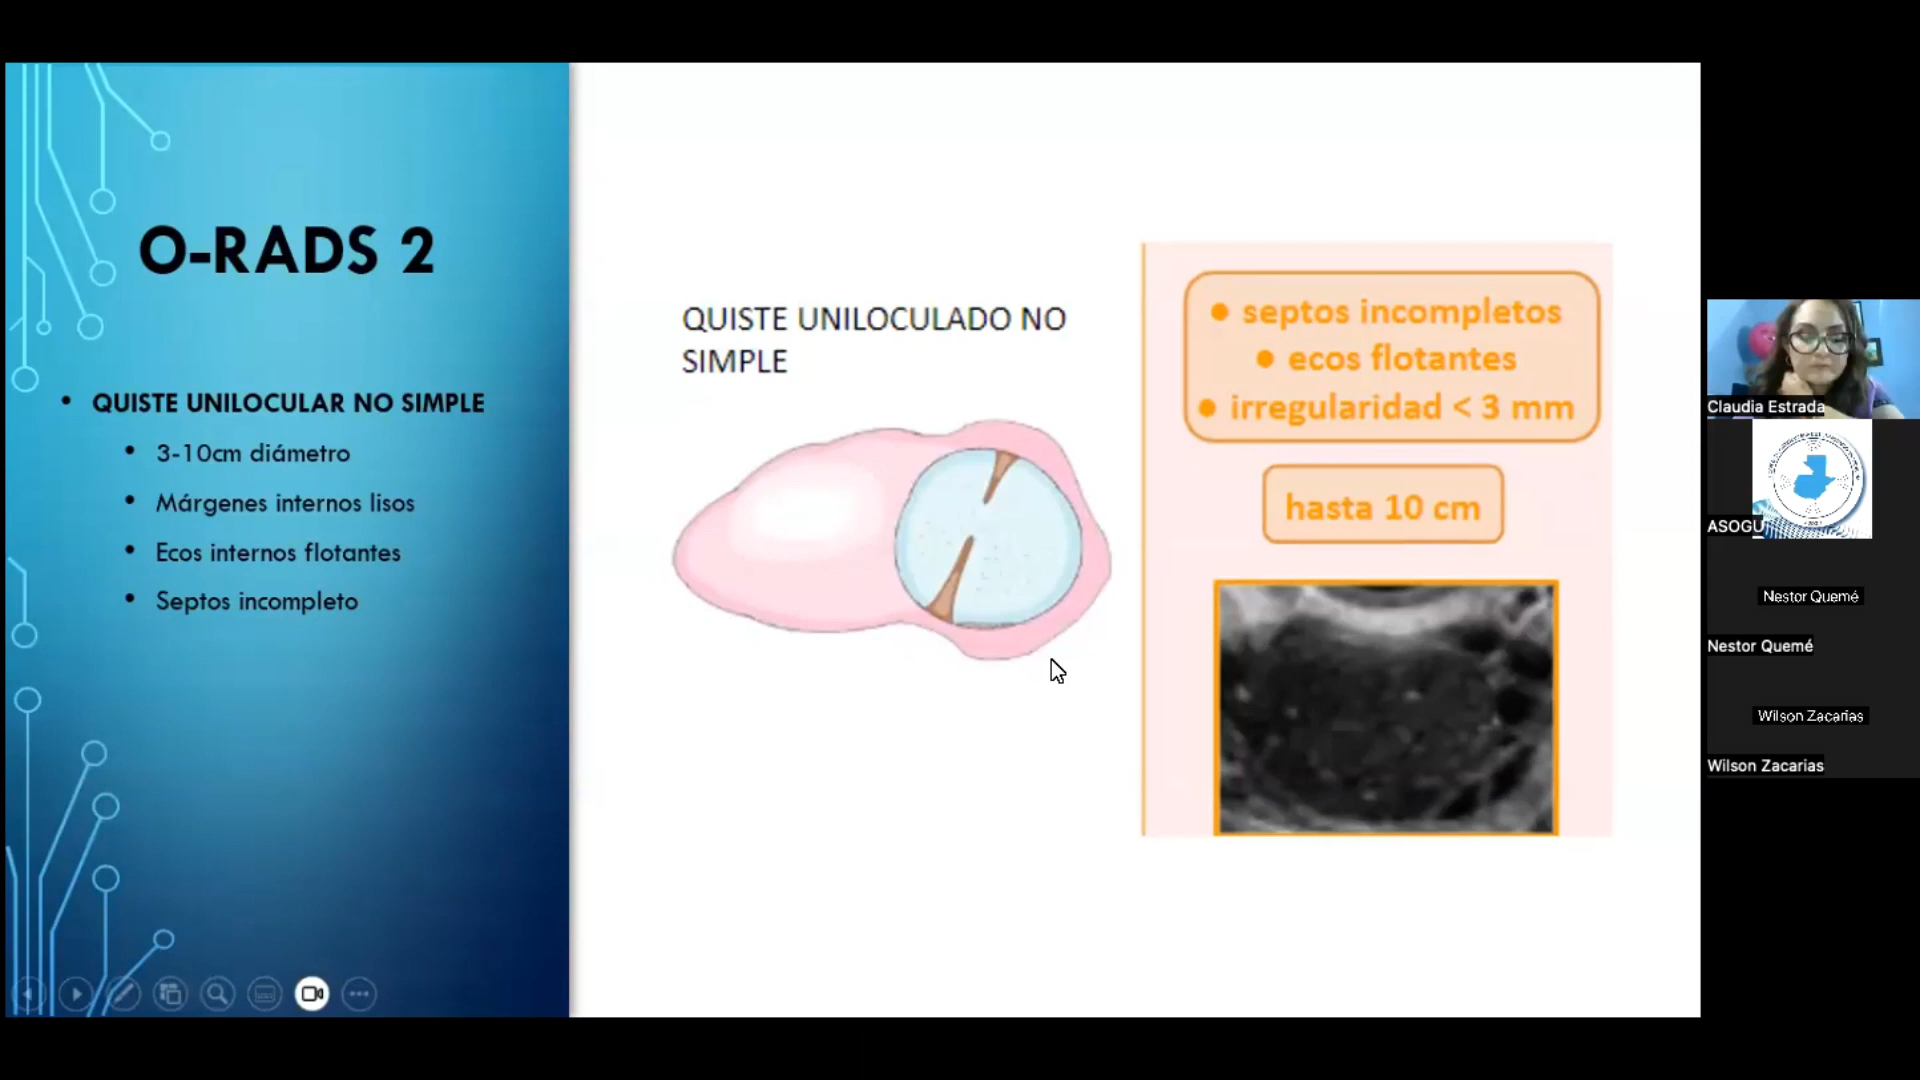 O-RADS 2
• QUISTE UNILOCULAR NO SIMPLE
• 3-10cm diámetro
• Márgenes internos lisos
• Ecos internos flotantes
• Septos incompleto
QUISTE UNILOCULADO NO
SIMPLE
• septos incompletos
• ecos flotantes
• irregularidad < 3 mm
hasta 10 cm
Claudia Estrada
ASOGU
Nestor Quemé
Nestor Quemé
Wilson Zacarias
Wilson Zacarias